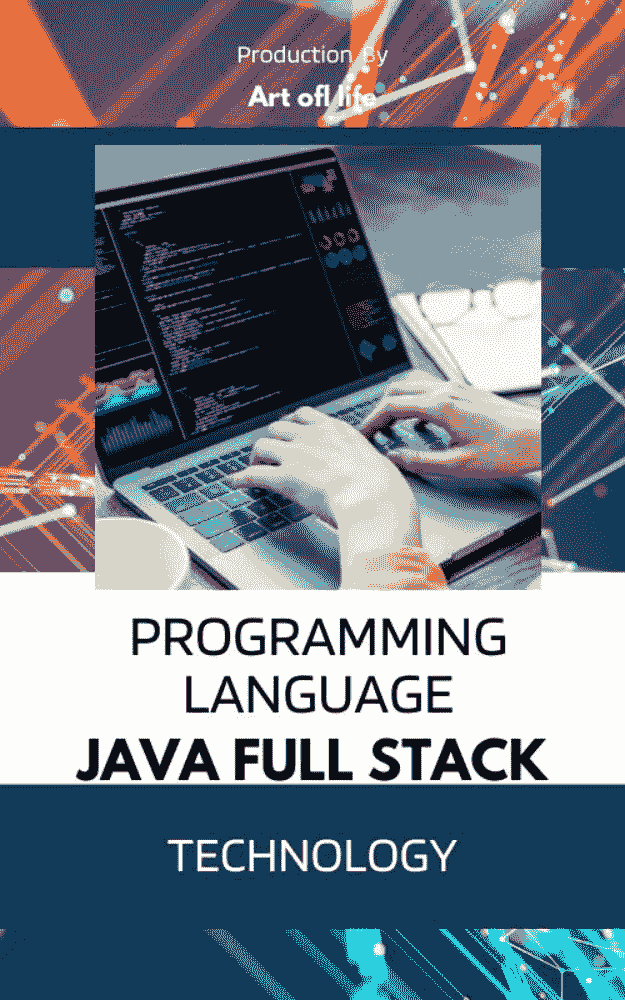 Production By
Art ofl life
PROGRAMMING
LANGUAGE
JAVA FULL STACK
TECHNOLOGY